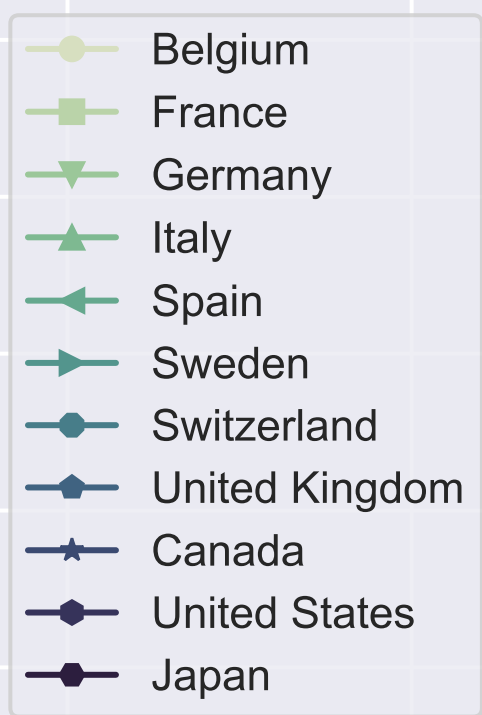 Belgium
France
Germany
Italy
Spain
Sweden
Switzerland
United Kingdom
Canada
United States
Japan